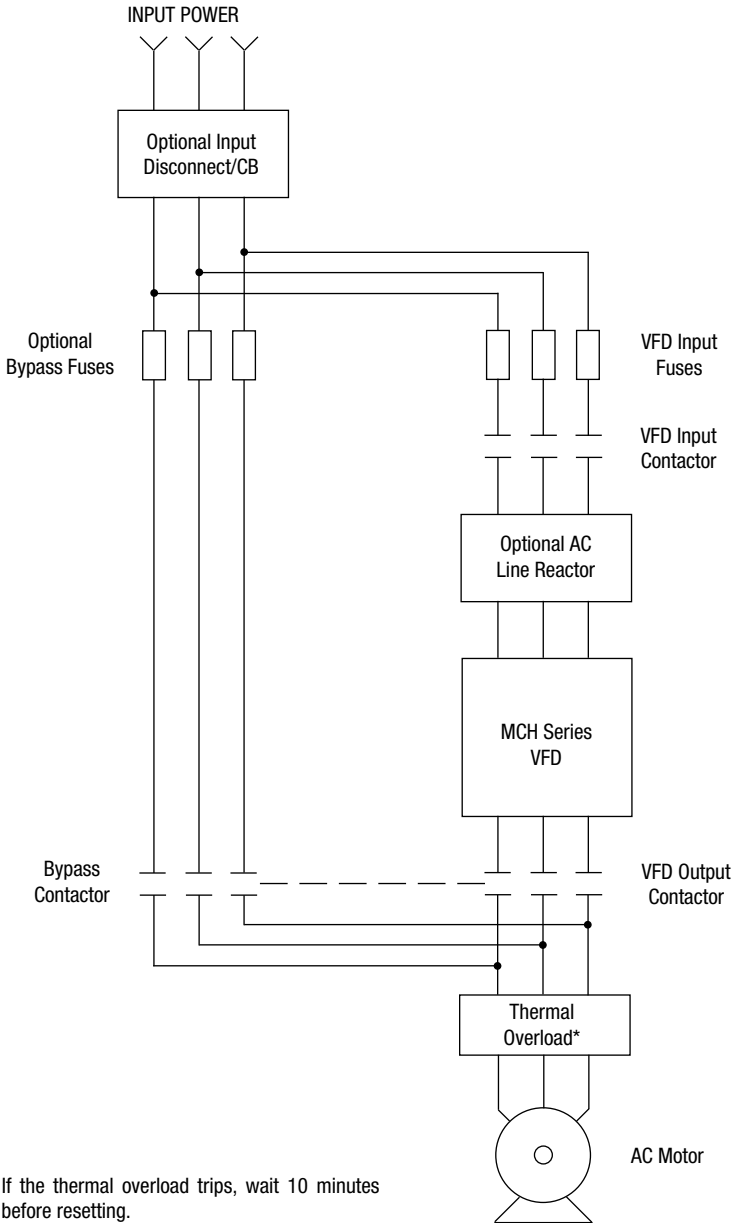 INPUT POWER
Optional Input
Disconnect/CB
Optional
Bypass Fuses
VFD Input
Fuses
VFD Input
Contactor
Optional AC
Line Reactor
MCH Series
VFD
Bypass
Contactor
VFD Output
Contactor
Thermal
Overload*
AC Motor
If the thermal overload trips, wait 10 minutes
before resetting.